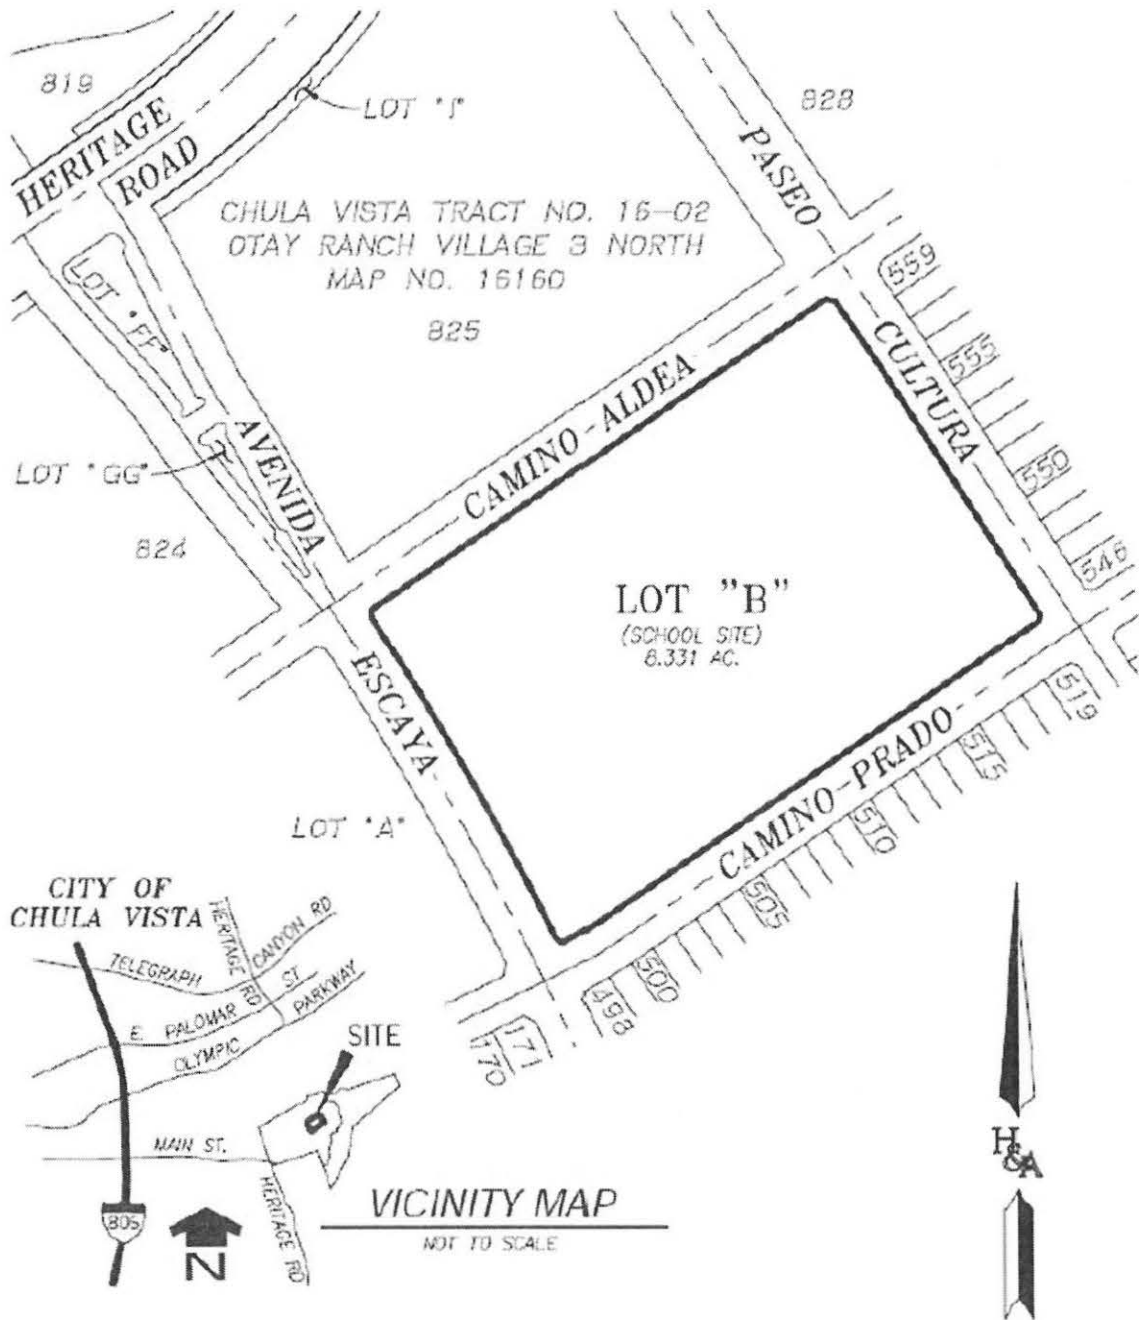 819
LOT "I"
828
HERITAGE
ROAD
PASEO
CHULA VISTA TRACT NO. 16-02
OTAY RANCH VILLAGE 3 NORTH
MAP NO. 16160
825
559
LOT "FF"
CULTURA
555
CAMINO ALDEA
AVENIDA
LOT "GG"
550
824
546
LOT "B"
(SCHOOL SITE)
8.331 AC.
ESCAYA
519
CAMINO PRADO
515
510
LOT "A"
505
500
498
171
170
CITY OF
CHULA VISTA
HERITAGE RD
CANYON RD
TELEGRAPH
E. PALOMAR ST
OLYMPIC PARKWAY
SITE
MAIN ST.
HERITAGE RD
805
N
VICINITY MAP
NOT TO SCALE
H&A